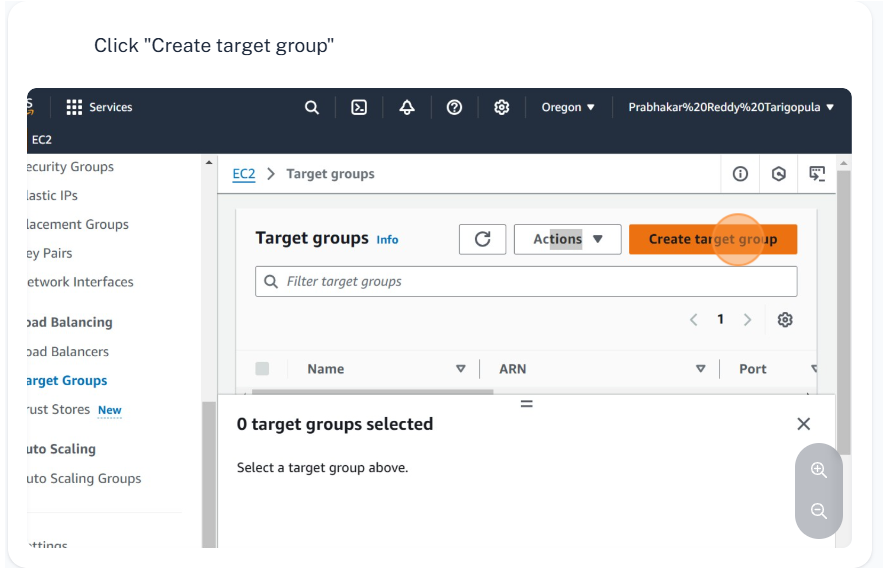 Click "Create target group"
Services
Oregon
Prabhakar%20Reddy%20Tarigopula
EC2
ecurity Groups
lastic IPs
lacement Groups
ey Pairs
etwork Interfaces
oad Balancing
oad Balancers
arget Groups
rust Stores New
uto Scaling
uto Scaling Groups
ettings
EC2 > Target groups
Target groups Info
Actions
Create target group
Filter target groups
1
Name
ARN
Port
0 target groups selected
Select a target group above.